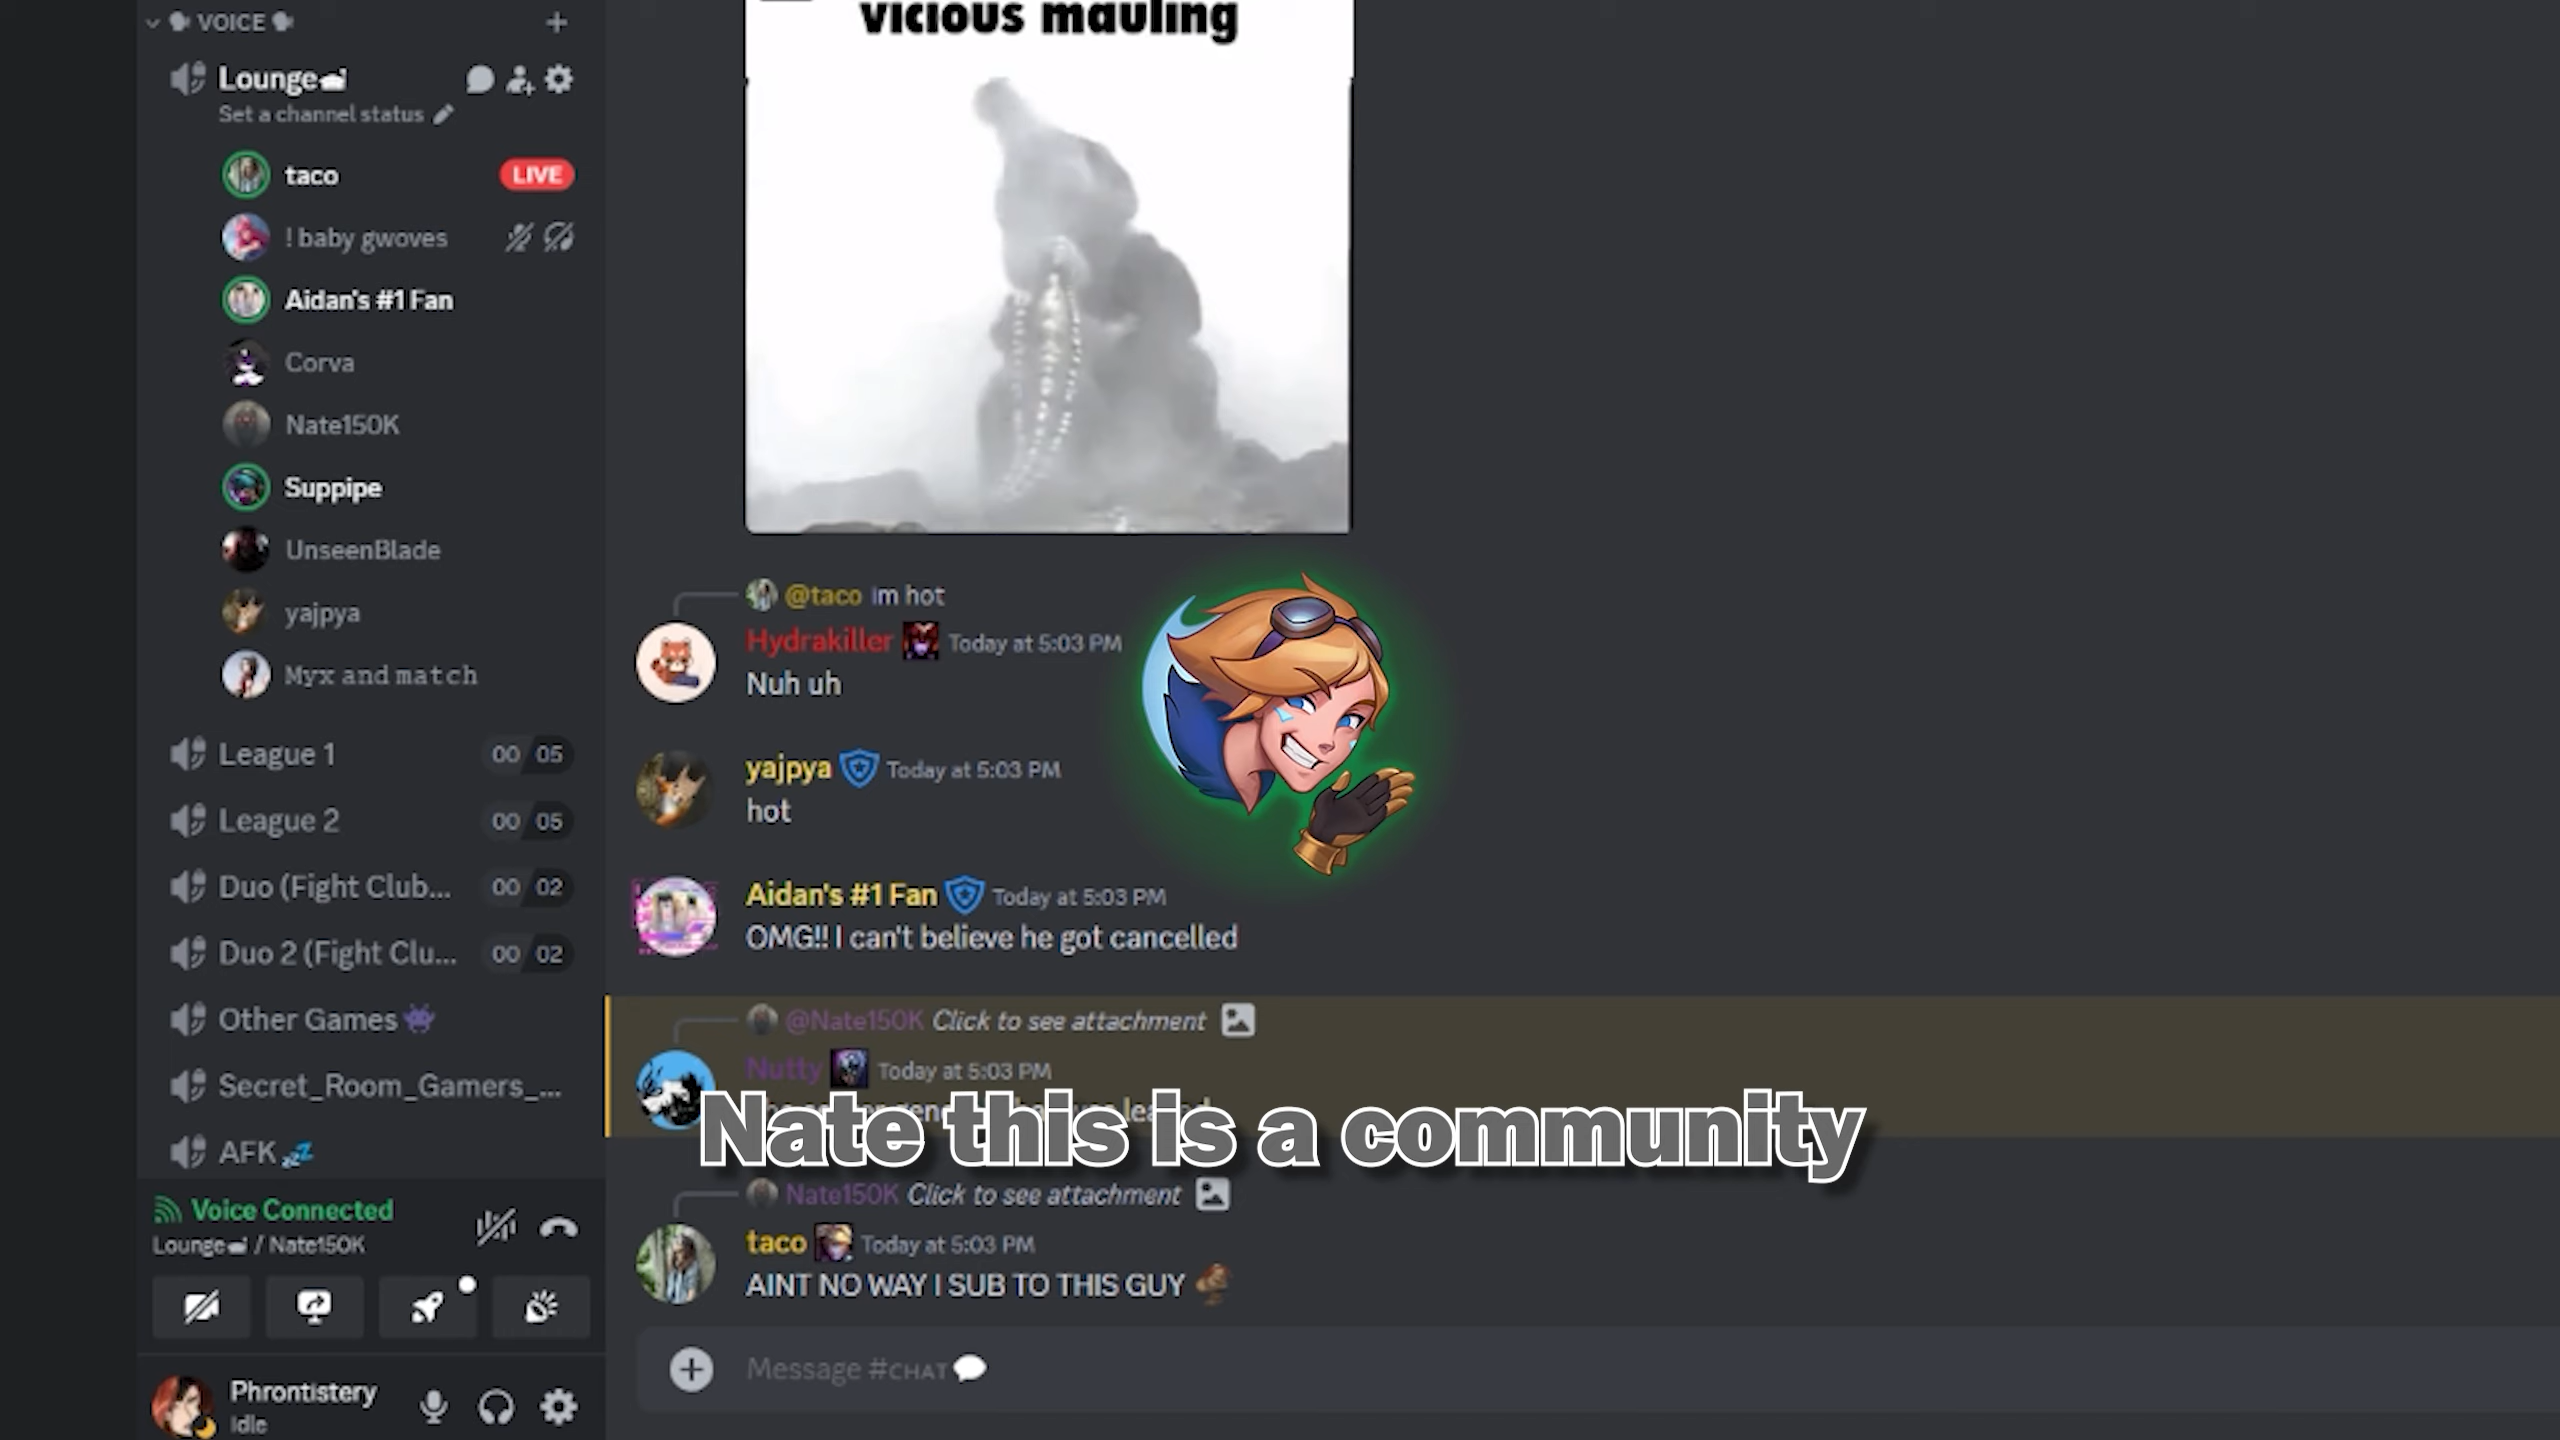 VOICE
Lounge
Set a channel status
taco LIVE
! baby gwoves
Aidan's #1 Fan
Corva
Nate150K
Suppipe
UnseenBlade
yajpya
Myx and match
League 1 00 05
League 2 00 05
Duo (Fight Club... 00 02
Duo 2 (Fight Clu... 00 02
Other Games
Secret_Room_Gamers_...
AFK
Voice Connected
Lounge / Nate150K
Phrontistery
Idle
vicious mauling
@taco im hot
Hydrakiller Today at 5:03 PM
Nuh uh
yajpya Today at 5:03 PM
hot
Aidan's #1 Fan Today at 5:03 PM
OMG!! I can't believe he got cancelled
@Nate150K Click to see attachment
Nutty Today at 5:03 PM
Nate this is a community
Nate150K Click to see attachment
taco Today at 5:03 PM
AINT NO WAY I SUB TO THIS GUY
Message #CHAT